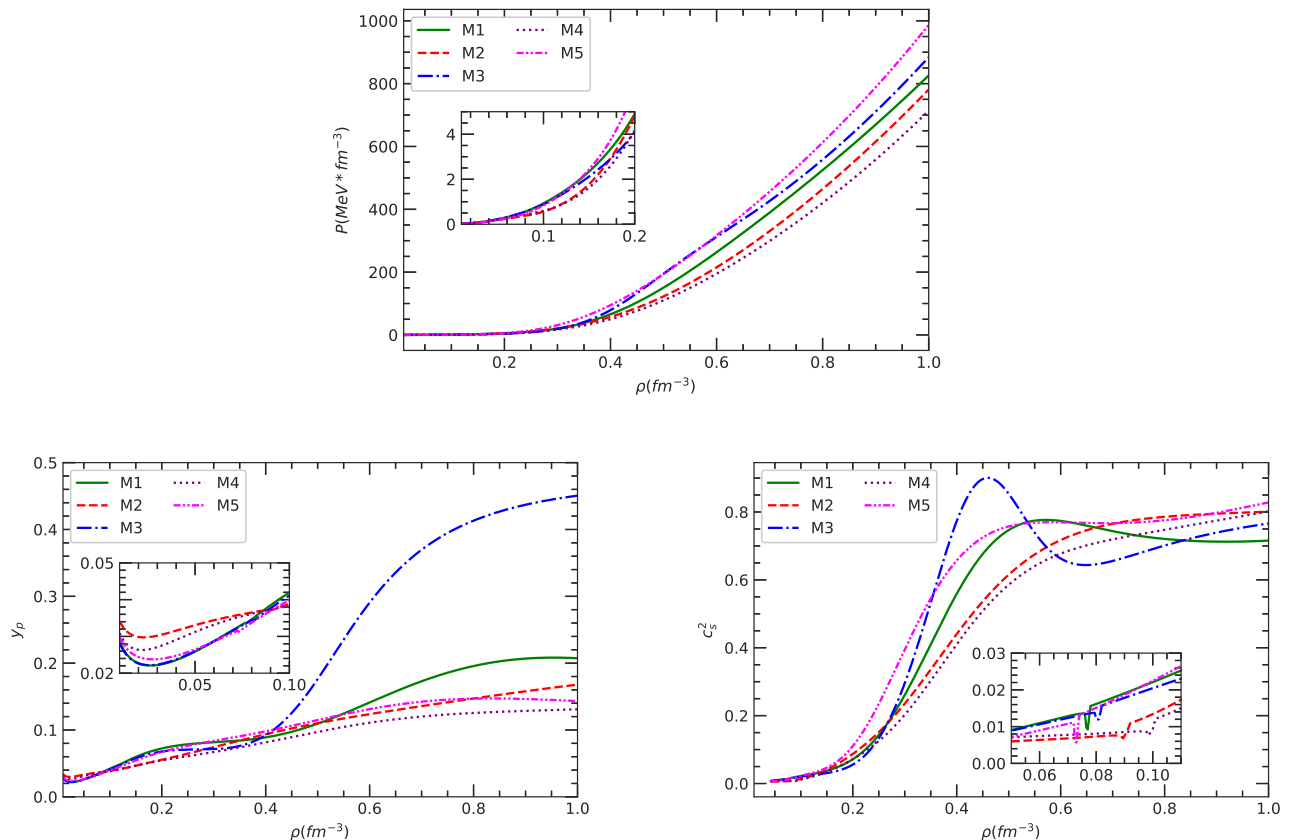 1000
800
600
400
200
0
P(MeV * fm⁻³)
M1 M4
M2 M5
M3
4
2
0
0.1 0.2
0.2 0.4 0.6 0.8 1.0
ρ(fm⁻³)
0.5
0.4
0.3
0.2
0.1
0.0
yₚ
M1 M4
M2 M5
M3
0.05
0.02
0.05 0.10
0.2 0.4 0.6 0.8 1.0
ρ(fm⁻³)
0.8
0.6
0.4
0.2
0.0
cₛ²
M1 M4
M2 M5
M3
0.03
0.02
0.01
0.00
0.06 0.08 0.10
0.2 0.4 0.6 0.8 1.0
ρ(fm⁻³)